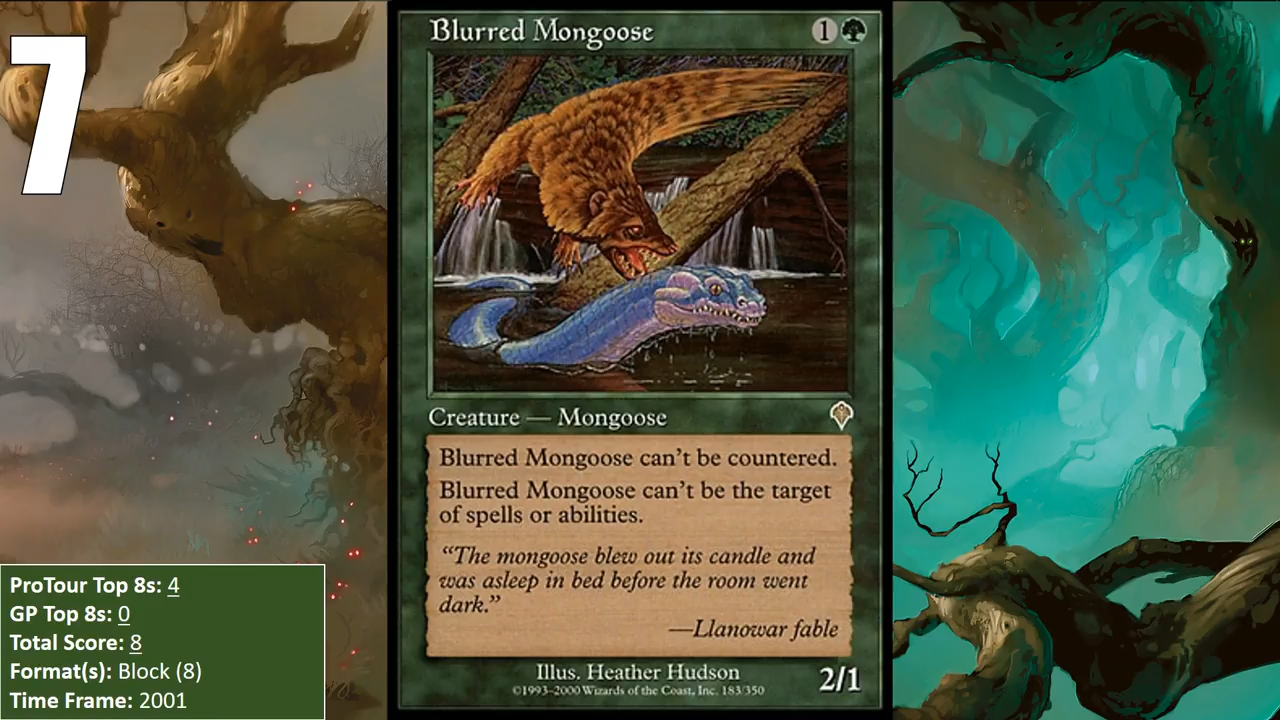 7
Blurred Mongoose 1
Creature — Mongoose
Blurred Mongoose can't be countered.
Blurred Mongoose can't be the target
of spells or abilities.
“The mongoose blew out its candle and
was asleep in bed before the room went
dark.”
—Llanowar fable
Illus. Heather Hudson
©1993–2000 Wizards of the Coast, Inc. 183/350
2/1
ProTour Top 8s: 4
GP Top 8s: 0
Total Score: 8
Format(s): Block (8)
Time Frame: 2001